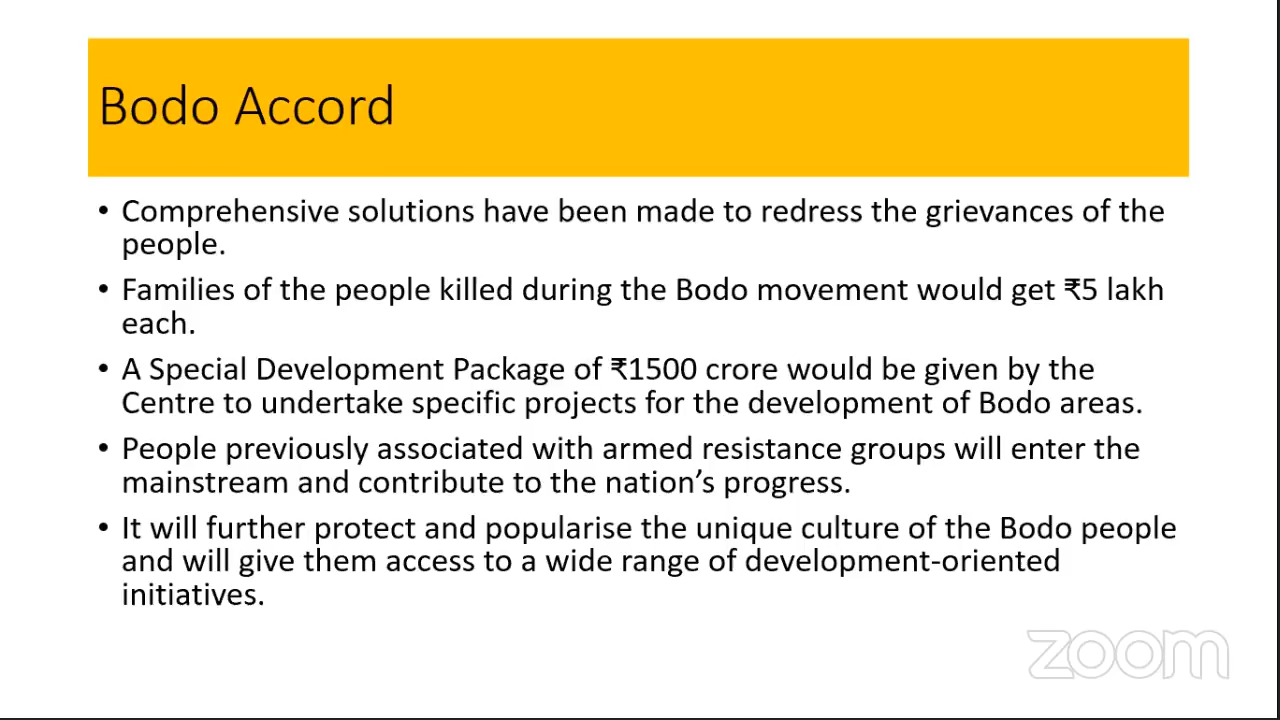 Bodo Accord
• Comprehensive solutions have been made to redress the grievances of the
people.
• Families of the people killed during the Bodo movement would get ₹5 lakh
each.
• A Special Development Package of ₹1500 crore would be given by the
Centre to undertake specific projects for the development of Bodo areas.
• People previously associated with armed resistance groups will enter the
mainstream and contribute to the nation’s progress.
• It will further protect and popularise the unique culture of the Bodo people
and will give them access to a wide range of development-oriented
initiatives.
zoom